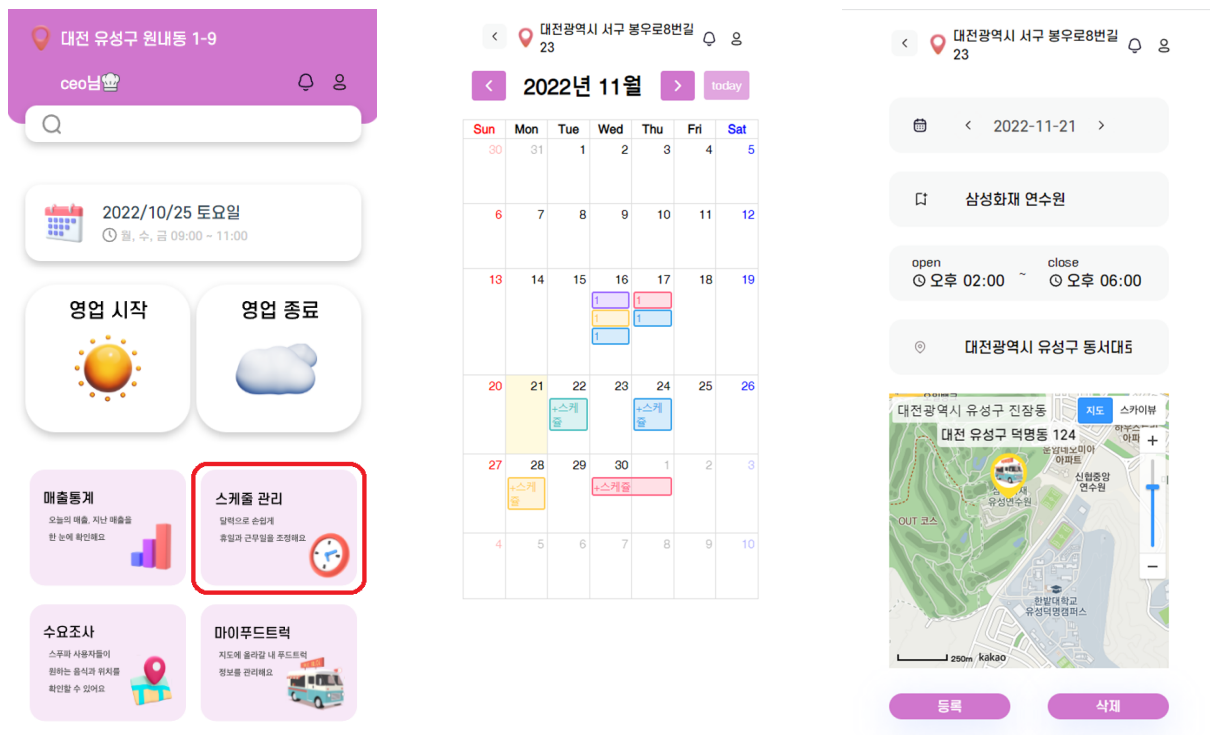 대전 유성구 원내동 1-9
ceo님
2022/10/25 토요일
월, 수, 금 09:00 ~ 11:00
영업 시작
영업 종료
매출통계
오늘의 매출, 지난 매출을
한 눈에 확인해요
스케줄 관리
달력으로 손쉽게
휴일과 근무일을 조정해요
수요조사
스푸파 사용자들이
원하는 음식과 위치를
확인할 수 있어요
마이푸드트럭
지도에 올라갈 내 푸드트럭
정보를 관리해요
대전광역시 서구 봉우로8번길
23
2022년 11월
today
Sun Mon Tue Wed Thu Fri Sat
30 31 1 2 3 4 5
6 7 8 9 10 11 12
13 14 15 16 17 18 19
1 1
1 1
1
20 21 22 23 24 25 26
+스케 +스케
줄 줄
27 28 29 30 1 2 3
+스케 +스케줄
줄
4 5 6 7 8 9 10
대전광역시 서구 봉우로8번길
23
2022-11-21
삼성화재 연수원
open close
오후 02:00 ~ 오후 06:00
대전광역시 유성구 동서대
대전광역시 유성구 진잠동
지도 스카이뷰
대전 유성구 덕명동 124
운암네오미아
아파트
신협중앙
연수원
유성연수원
OUT 코스
한밭대학교
유성덕명캠퍼스
250m kakao
등록 삭제